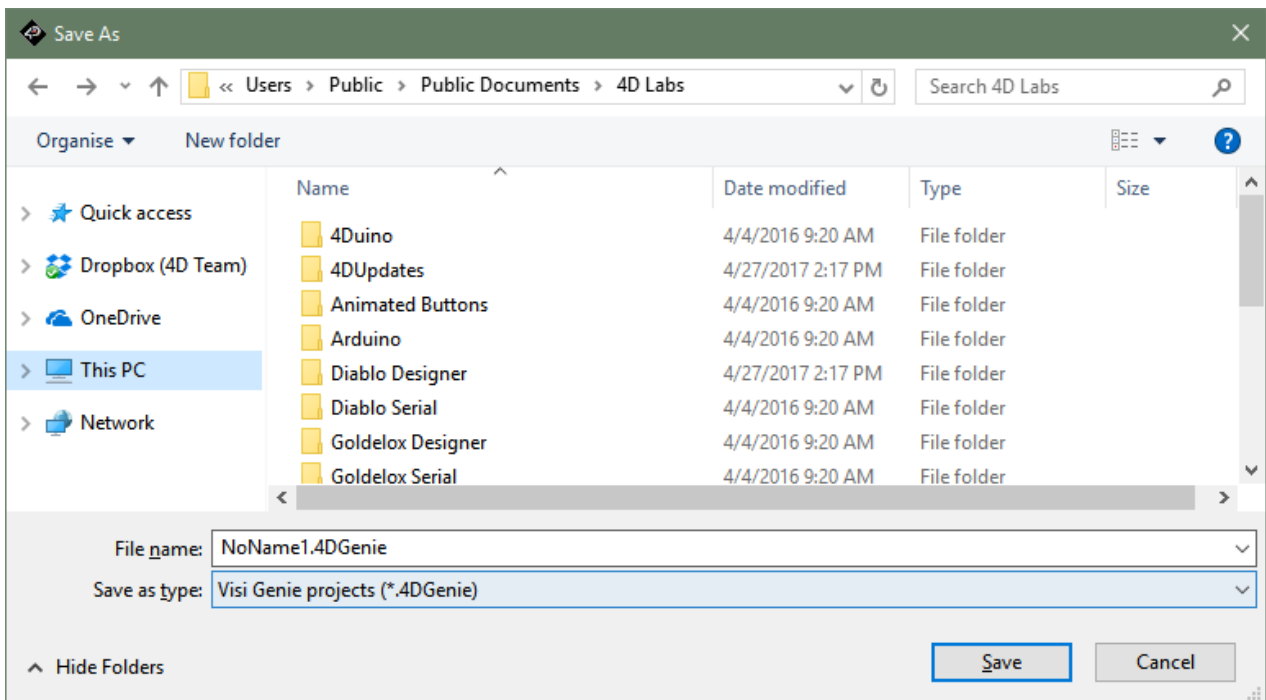 Save As
« Users > Public > Public Documents > 4D Labs
Search 4D Labs
Organise
New folder
Name
Date modified
Type
Size
Quick access
Dropbox (4D Team)
OneDrive
This PC
Network
4Duino 4/4/2016 9:20 AM File folder
4DUpdates 4/27/2017 2:17 PM File folder
Animated Buttons 4/4/2016 9:20 AM File folder
Arduino 4/4/2016 9:20 AM File folder
Diablo Designer 4/27/2017 2:17 PM File folder
Diablo Serial 4/4/2016 9:20 AM File folder
Goldelox Designer 4/4/2016 9:20 AM File folder
Goldelox Serial 4/4/2016 9:20 AM File folder
File name: NoName1.4DGenie
Save as type: Visi Genie projects (*.4DGenie)
Hide Folders
Save
Cancel